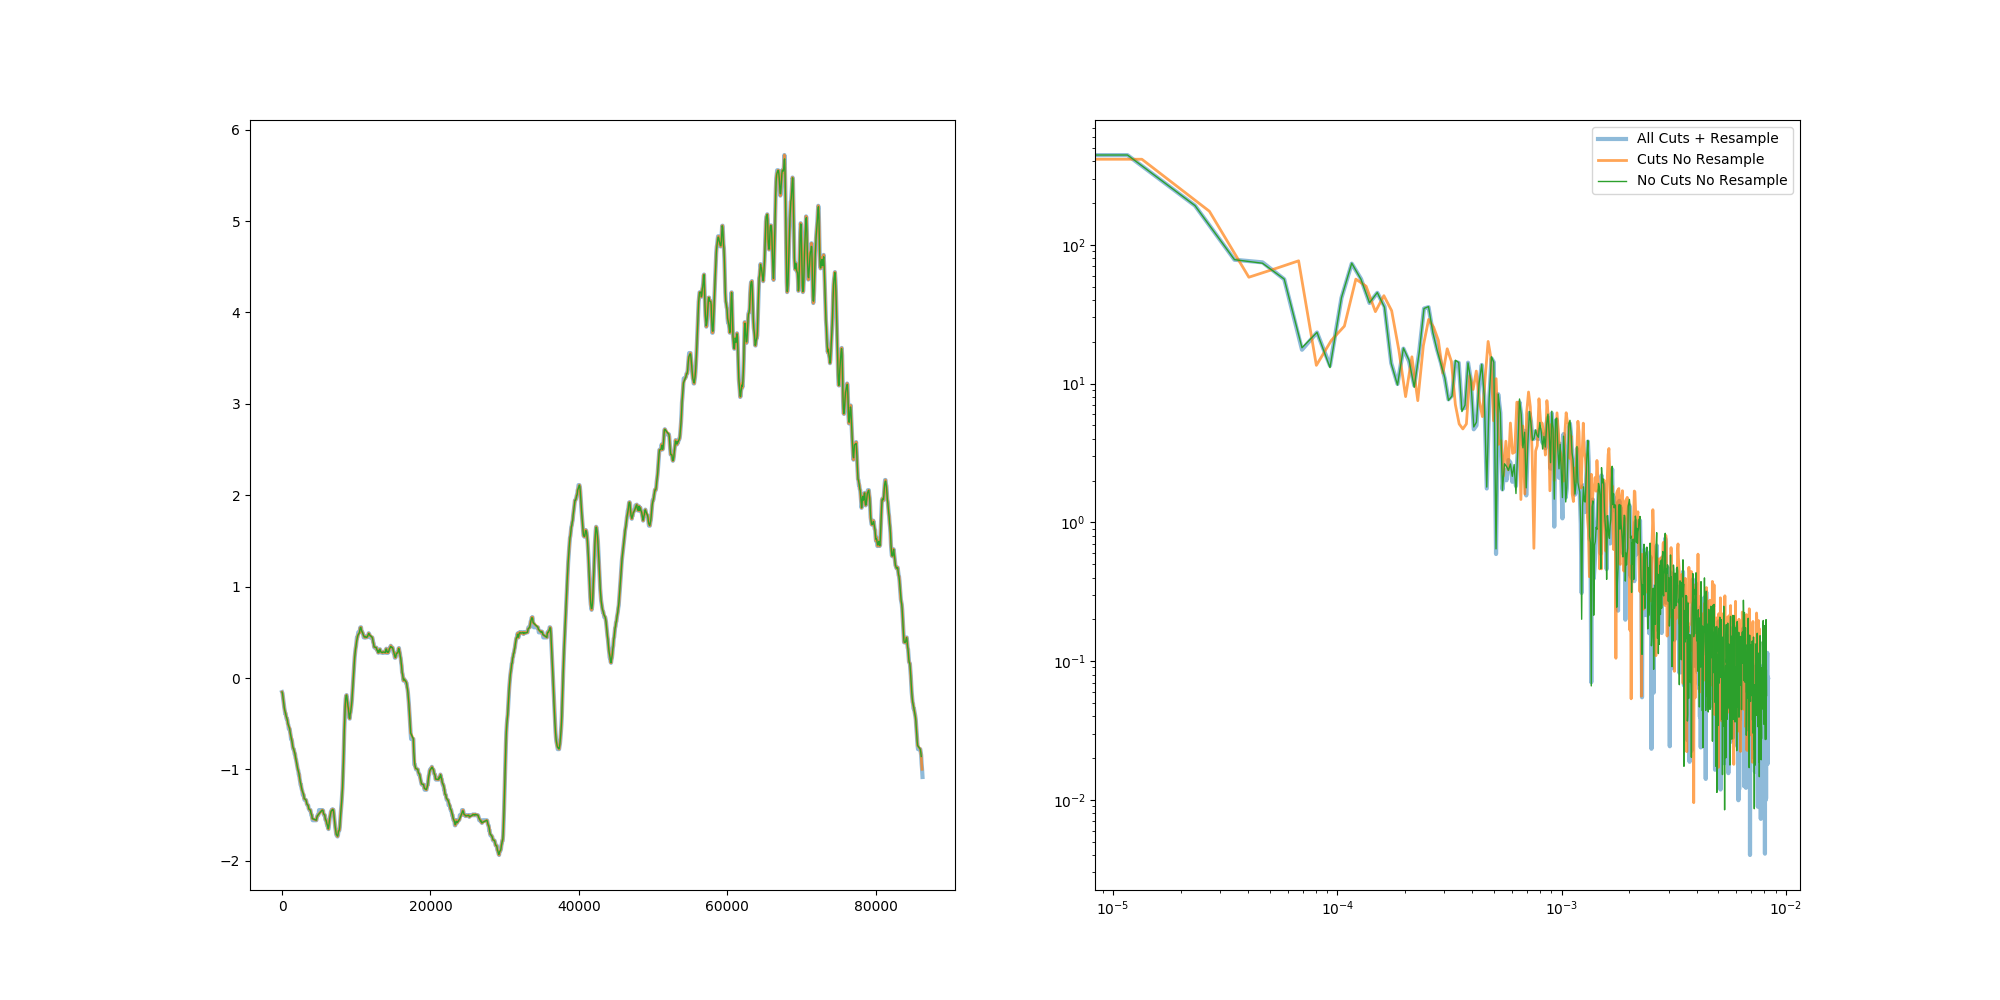 6
5
4
3
2
1
0
−1
−2
0 20000 40000 60000 80000
All Cuts + Resample
Cuts No Resample
No Cuts No Resample
10²
10¹
10⁰
10⁻¹
10⁻²
10⁻⁵ 10⁻⁴ 10⁻³ 10⁻²